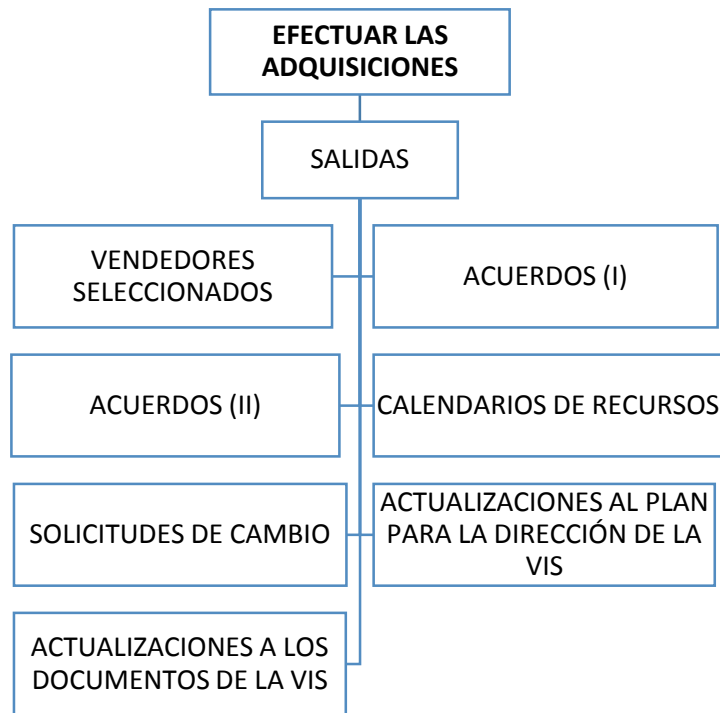 EFECTUAR LAS
ADQUISICIONES
SALIDAS
VENDEDORES
SELECCIONADOS
ACUERDOS (I)
ACUERDOS (II)
CALENDARIOS DE RECURSOS
SOLICITUDES DE CAMBIO
ACTUALIZACIONES AL PLAN
PARA LA DIRECCIÓN DE LA
VIS
ACTUALIZACIONES A LOS
DOCUMENTOS DE LA VIS